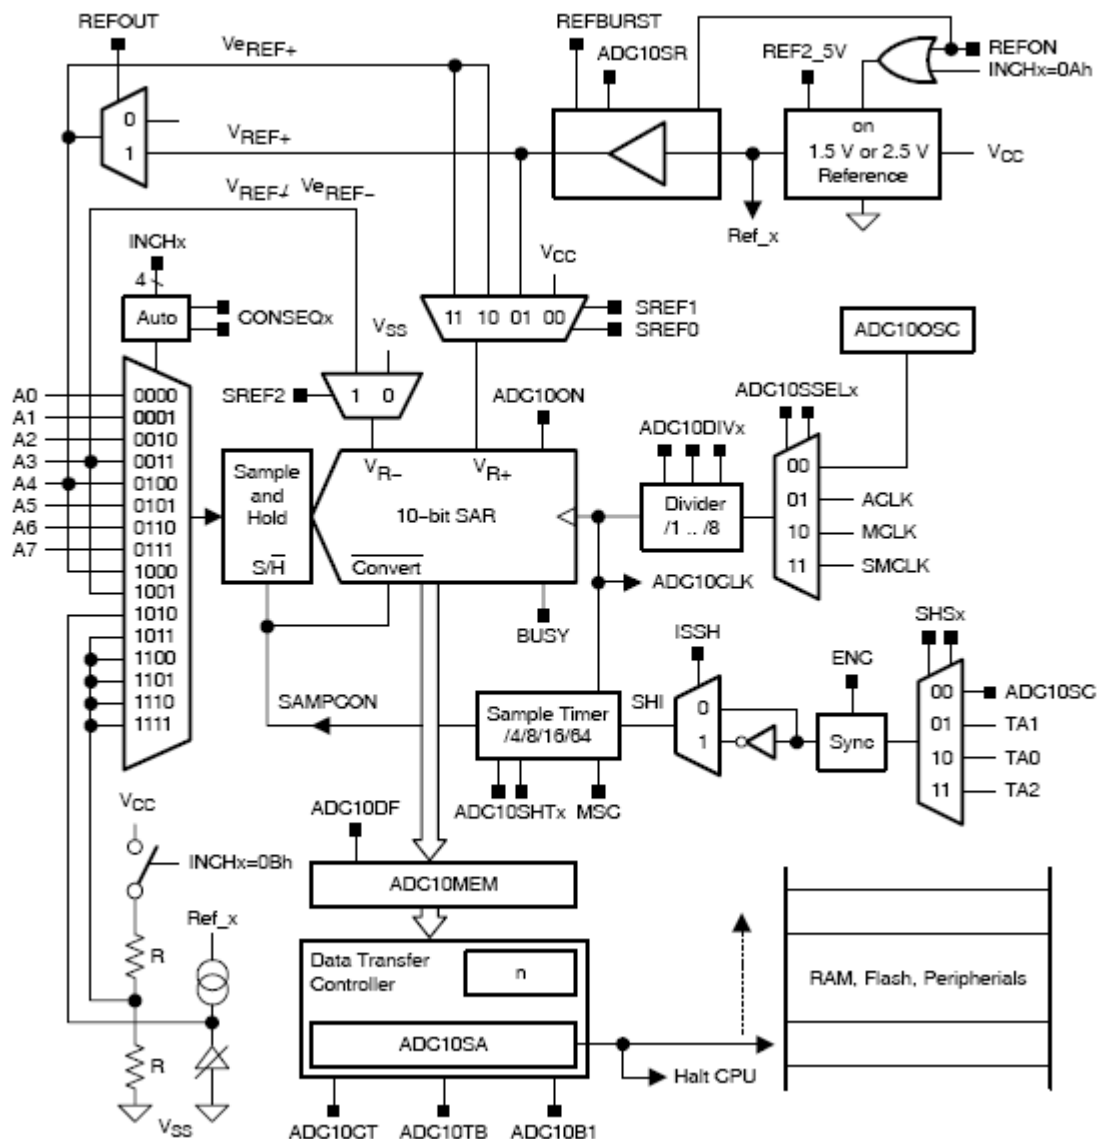 REFOUT
VeREF+
REFBURST
ADC10SR
REF2_5V
REFON
INCHx=0Ah
0
1
VREF+
on
1.5 V or 2.5 V
Reference
VCC
VREF-/ VeREF-
Ref_x
INCHx
4
Auto
CONSEQx
VSS
VCC
11 10 01 00
SREF1
SREF0
ADC10OSC
SREF2
1 0
ADC10ON
ADC10SSELx
ADC10DIVx
A0 0000
A1 0001
A2 0010
A3 0011
A4 0100
A5 0101
A6 0110
A7 0111
1000
1001
1010
1011
1100
1101
1110
1111
Sample
and
Hold
S/H
VR-
VR+
10-bit SAR
Convert
Divider
/1 .. /8
00
01 ACLK
10 MCLK
11 SMCLK
ADC10CLK
BUSY
ISSH
SHSx
ENC
SAMPCON
Sample Timer
/4/8/16/64
SHI
0
1
Sync
00 ADC10SC
01 TA1
10 TA0
11 TA2
ADC10SHTx MSC
ADC10DF
VCC
INCHx=0Bh
ADC10MEM
Ref_x
R
Data Transfer
Controller
n
RAM, Flash, Peripherials
ADC10SA
R
Halt CPU
VSS
ADC10CT ADC10TB ADC10B1